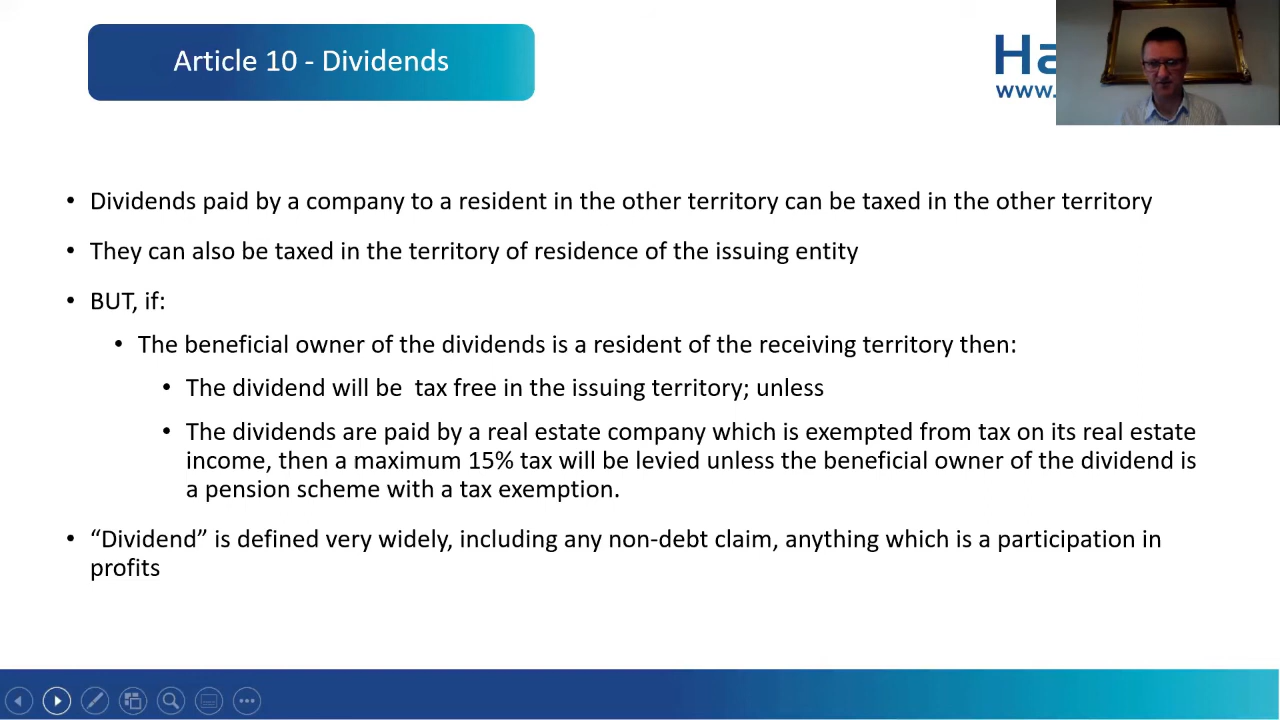 Article 10 - Dividends
Ha
www.
• Dividends paid by a company to a resident in the other territory can be taxed in the other territory
• They can also be taxed in the territory of residence of the issuing entity
• BUT, if:
• The beneficial owner of the dividends is a resident of the receiving territory then:
• The dividend will be  tax free in the issuing territory; unless
• The dividends are paid by a real estate company which is exempted from tax on its real estate
income, then a maximum 15% tax will be levied unless the beneficial owner of the dividend is
a pension scheme with a tax exemption.
• “Dividend” is defined very widely, including any non-debt claim, anything which is a participation in
profits